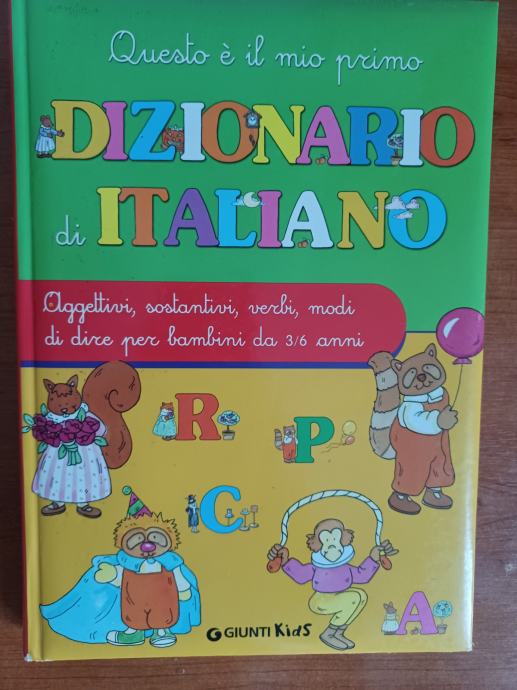 Questo è il mio primo
DIZIONARIO
di ITALIANO
Aggettivi, sostantivi, verbi, modi
di dire per bambini da 3/6 anni
R
P
C
A
G GIUNTI Kids